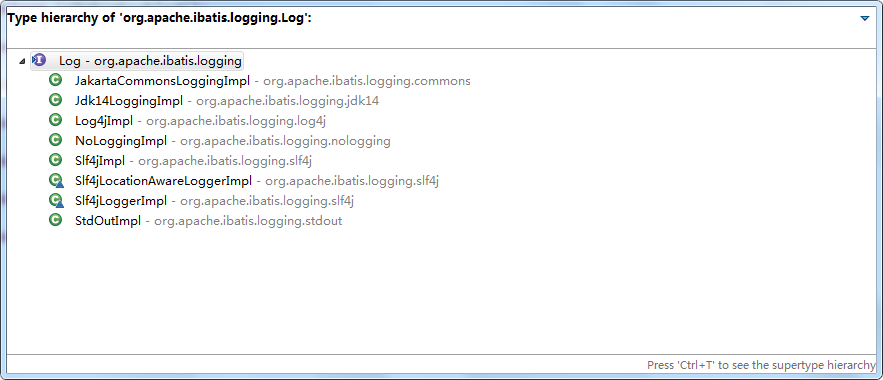 Type hierarchy of 'org.apache.ibatis.logging.Log':
Log - org.apache.ibatis.logging
JakartaCommonsLoggingImpl - org.apache.ibatis.logging.commons
Jdk14LoggingImpl - org.apache.ibatis.logging.jdk14
Log4jImpl - org.apache.ibatis.logging.log4j
NoLoggingImpl - org.apache.ibatis.logging.nologging
Slf4jImpl - org.apache.ibatis.logging.slf4j
Slf4jLocationAwareLoggerImpl - org.apache.ibatis.logging.slf4j
Slf4jLoggerImpl - org.apache.ibatis.logging.slf4j
StdOutImpl - org.apache.ibatis.logging.stdout
Press 'Ctrl+T' to see the supertype hierarchy